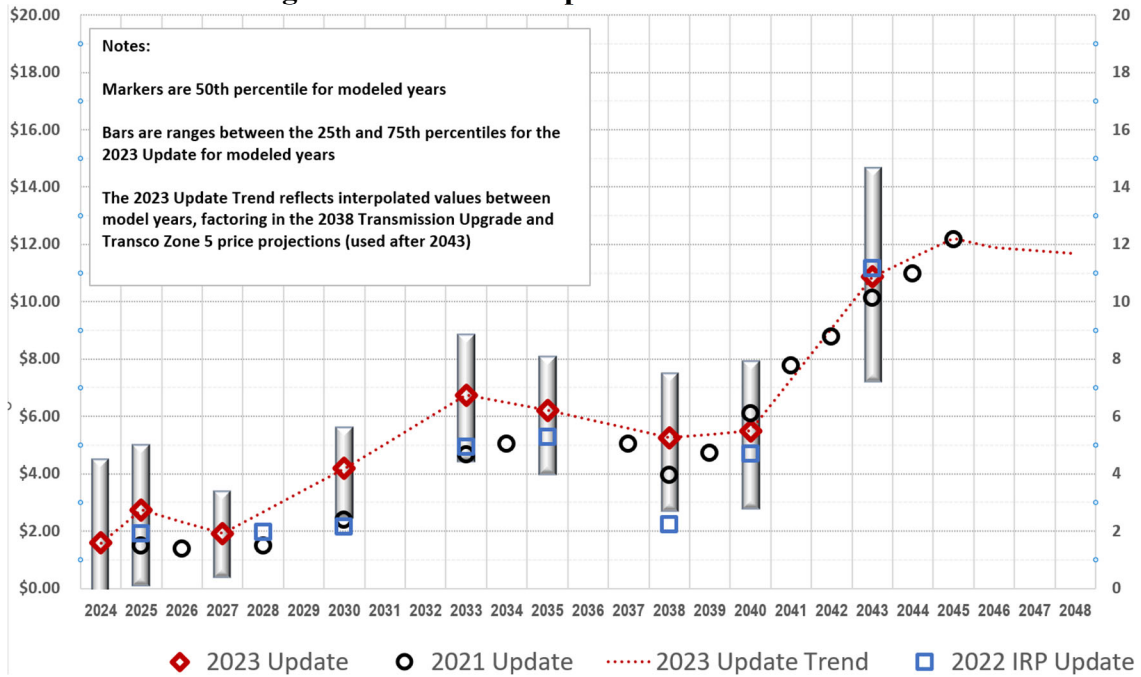 $20.00 20
$18.00 18
$16.00 16
$14.00 14
$12.00 12
$10.00 10
$8.00 8
$6.00 6
$4.00 4
$2.00 2
$0.00 0
Notes:
Markers are 50th percentile for modeled years
Bars are ranges between the 25th and 75th percentiles for the
2023 Update for modeled years
The 2023 Update Trend reflects interpolated values between
model years, factoring in the 2038 Transmission Upgrade and
Transco Zone 5 price projections (used after 2043)
2024 2025 2026 2027 2028 2029 2030 2031 2032 2033 2034 2035 2036 2037 2038 2039 2040 2041 2042 2043 2044 2045 2046 2047 2048
2023 Update 2021 Update 2023 Update Trend 2022 IRP Update